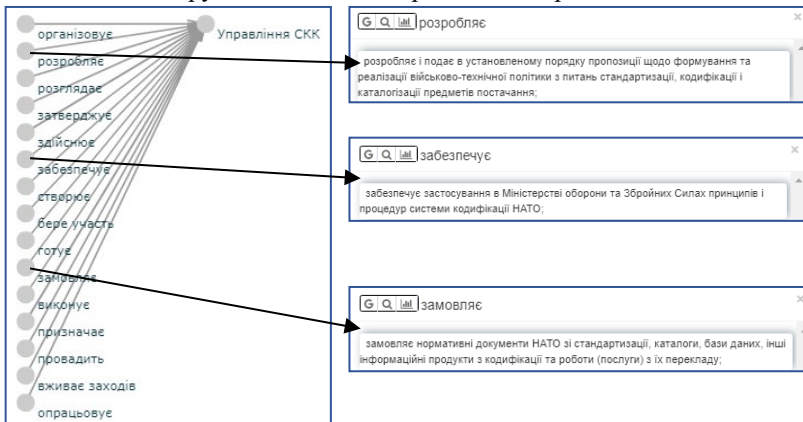 організовує
Управління СКК
розробляє
розглядає
затверджує
здійснює
забезпечує
створює
бере участь
готує
замовляє
виконує
призначає
провадить
вживає заходів
опрацьовує
G розробляє ×
розробляє і подає в установленому порядку пропозиції щодо формування та
реалізації військово-технічної політики з питань стандартизації, кодифікації і
каталогізації предметів постачання;
G забезпечує ×
забезпечує застосування в Міністерстві оборони та Збройних Силах принципів і
процедур системи кодифікації НАТО;
G замовляє ×
замовляє нормативні документи НАТО зі стандартизації, каталоги, бази даних, інші
інформаційні продукти з кодифікації та роботи (послуги) з їх перекладу;